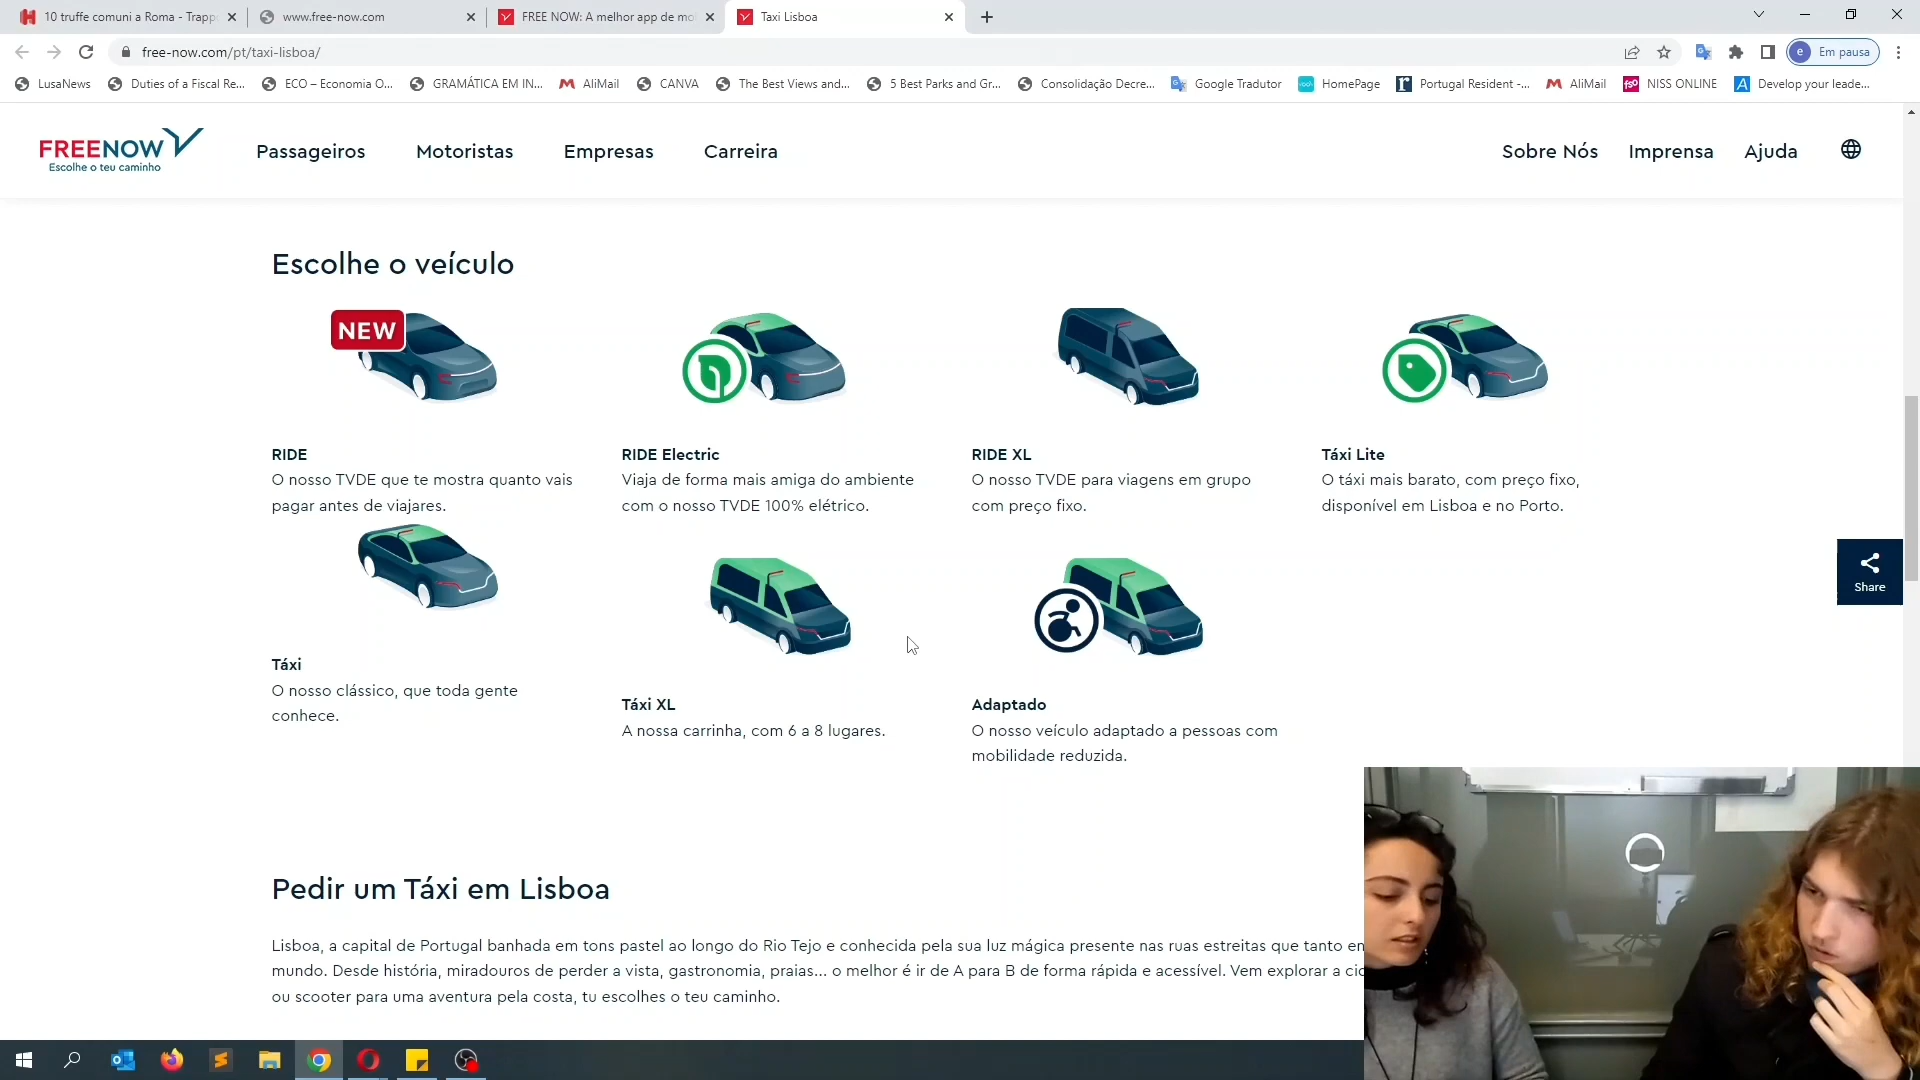 10 truffe comuni a Roma - Trapp
www.free-now.com
FREE NOW: A melhor app de mo
Taxi Lisboa
free-now.com/pt/taxi-lisboa/
e
Em pausa
LusaNews
Duties of a Fiscal Re...
ECO – Economia O...
GRAMÁTICA EM IN...
AliMail
CANVA
The Best Views and...
5 Best Parks and Gr...
Consolidação Decre...
Google Tradutor
HomePage
Portugal Resident -...
AliMail
NISS ONLINE
Develop your leade...
FREENOW
Escolhe o teu caminho
Passageiros
Motoristas
Empresas
Carreira
Sobre Nós
Imprensa
Ajuda
Escolhe o veículo
NEW
RIDE
O nosso TVDE que te mostra quanto vais
pagar antes de viajares.
RIDE Electric
Viaja de forma mais amiga do ambiente
com o nosso TVDE 100% elétrico.
RIDE XL
O nosso TVDE para viagens em grupo
com preço fixo.
Táxi Lite
O táxi mais barato, com preço fixo,
disponível em Lisboa e no Porto.
Share
Táxi
O nosso clássico, que toda gente
conhece.
Táxi XL
A nossa carrinha, com 6 a 8 lugares.
Adaptado
O nosso veículo adaptado a pessoas com
mobilidade reduzida.
Pedir um Táxi em Lisboa
Lisboa, a capital de Portugal banhada em tons pastel ao longo do Rio Tejo e conhecida pela sua luz mágica presente nas ruas estreitas que tanto en
mundo. Desde história, miradouros de perder a vista, gastronomia, praias... o melhor é ir de A para B de forma rápida e acessível. Vem explorar a cid
ou scooter para uma aventura pela costa, tu escolhes o teu caminho.